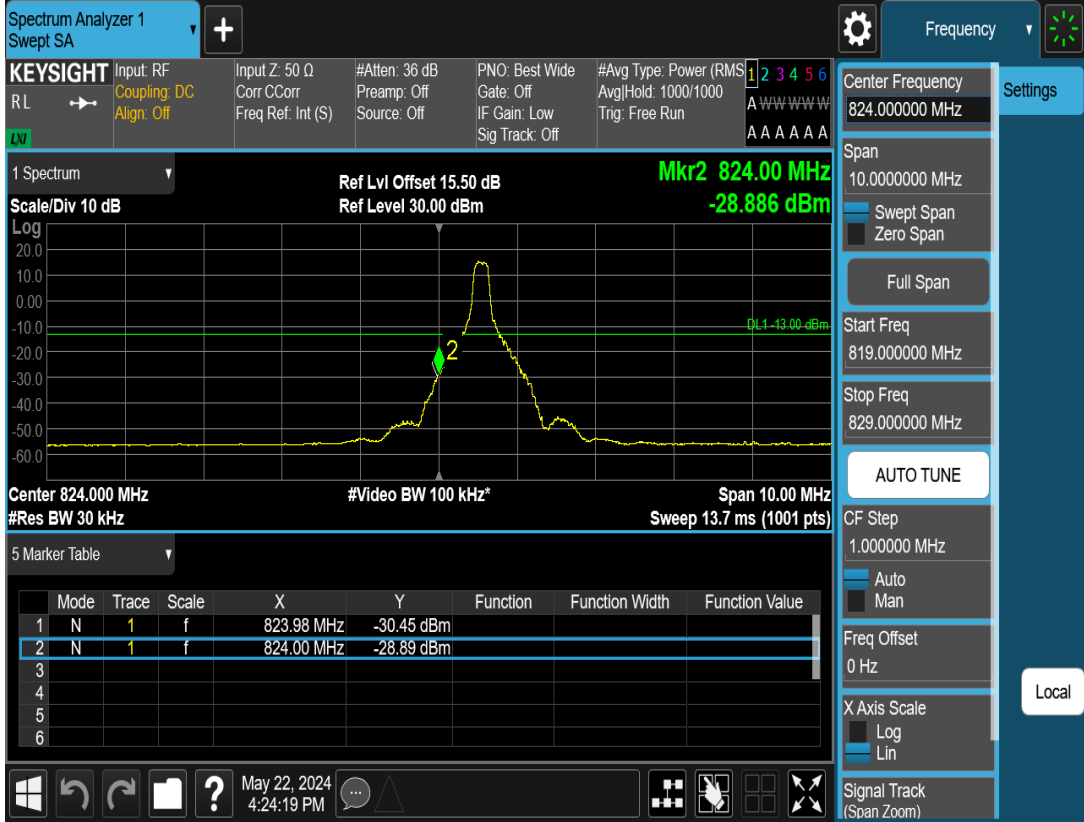 Spectrum Analyzer 1
Swept SA
+
Frequency
KEYSIGHT
RL
LXI
Input: RF
Coupling: DC
Align: Off
Input Z: 50 Ω
Corr CCorr
Freq Ref: Int (S)
#Atten: 36 dB
Preamp: Off
Source: Off
PNO: Best Wide
Gate: Off
IF Gain: Low
Sig Track: Off
#Avg Type: Power (RMS
Avg|Hold: 1000/1000
Trig: Free Run
1 2 3 4 5 6
A W W W W W
A A A A A A
1 Spectrum
Scale/Div 10 dB
Ref Lvl Offset 15.50 dB
Ref Level 30.00 dBm
Mkr2 824.00 MHz
-28.886 dBm
Log
20.0
10.0
0.00
-10.0
-20.0
-30.0
-40.0
-50.0
-60.0
DL1 -13.00 dBm
2
Center 824.000 MHz
#Video BW 100 kHz*
Span 10.00 MHz
#Res BW 30 kHz
Sweep 13.7 ms (1001 pts)
5 Marker Table
Mode Trace Scale X Y Function Function Width Function Value
1 N 1 f 823.98 MHz -30.45 dBm
2 N 1 f 824.00 MHz -28.89 dBm
3
4
5
6
?
May 22, 2024
4:24:19 PM
Center Frequency
824.000000 MHz
Span
10.0000000 MHz
Swept Span
Zero Span
Full Span
Start Freq
819.000000 MHz
Stop Freq
829.000000 MHz
AUTO TUNE
CF Step
1.000000 MHz
Auto
Man
Freq Offset
0 Hz
X Axis Scale
Log
Lin
Signal Track
(Span Zoom)
Settings
Local